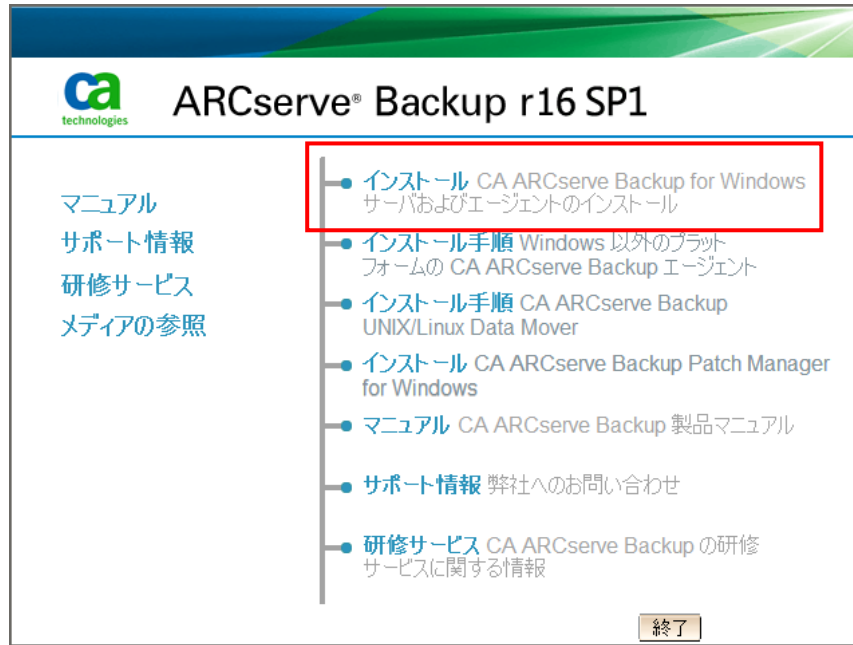 ca
technologies
ARCserve® Backup r16 SP1
マニュアル
サポート情報
研修サービス
メディアの参照
インストール CA ARCserve Backup for Windows
サーバおよびエージェントのインストール
インストール手順 Windows 以外のプラット
フォームの CA ARCserve Backup エージェント
インストール手順 CA ARCserve Backup
UNIX/Linux Data Mover
インストール CA ARCserve Backup Patch Manager
for Windows
マニュアル CA ARCserve Backup 製品マニュアル
サポート情報 弊社へのお問い合わせ
研修サービス CA ARCserve Backup の研修
サービスに関する情報
終了